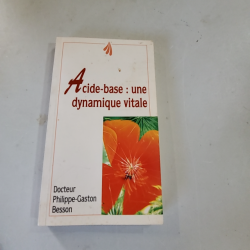 Acide-base : une
dynamique vitale
Docteur
Philippe-Gaston
Besson